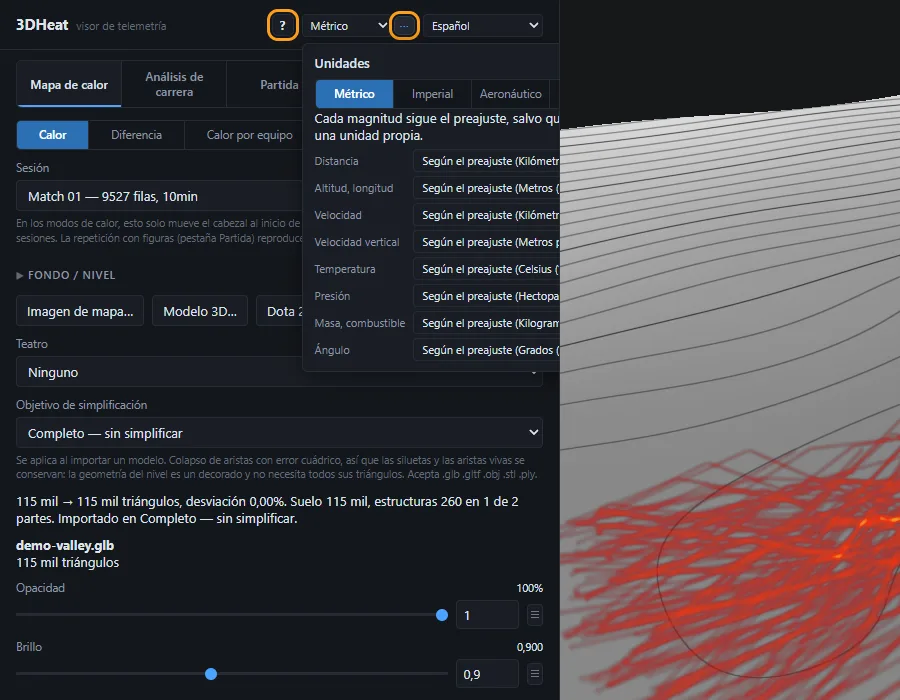 3DHeat visor de telemetría
?
Métrico
...
Español
Mapa de calor
Análisis de carrera
Partida
Calor
Diferencia
Calor por equipo
Sesión
Match 01 — 9527 filas, 10min
En los modos de calor, esto solo mueve el cabezal al inicio de
sesiones. La repetición con figuras (pestaña Partida) reproduce
Unidades
Métrico
Imperial
Aeronáutico
Cada magnitud sigue el preajuste, salvo qu
una unidad propia.
Distancia Según el preajuste (Kilómetr
Altitud, longitud Según el preajuste (Metros (
Velocidad Según el preajuste (Kilómetr
Velocidad vertical Según el preajuste (Metros p
Temperatura Según el preajuste (Celsius (
Presión Según el preajuste (Hectopa
Masa, combustible Según el preajuste (Kilogram
Ángulo Según el preajuste (Grados (
▶ FONDO / NIVEL
Imagen de mapa...
Modelo 3D...
Dota 2
Teatro
Ninguno
Objetivo de simplificación
Completo — sin simplificar
Se aplica al importar un modelo. Colapso de aristas con error cuádrico, así que las siluetas y las aristas vivas se
conservan: la geometría del nivel es un decorado y no necesita todos sus triángulos. Acepta .glb .gltf .obj .stl .ply.
115 mil → 115 mil triángulos, desviación 0,00%. Suelo 115 mil, estructuras 260 en 1 de 2
partes. Importado en Completo — sin simplificar.
demo-valley.glb
115 mil triángulos
Opacidad 100%
1
Brillo 0,900
0,9